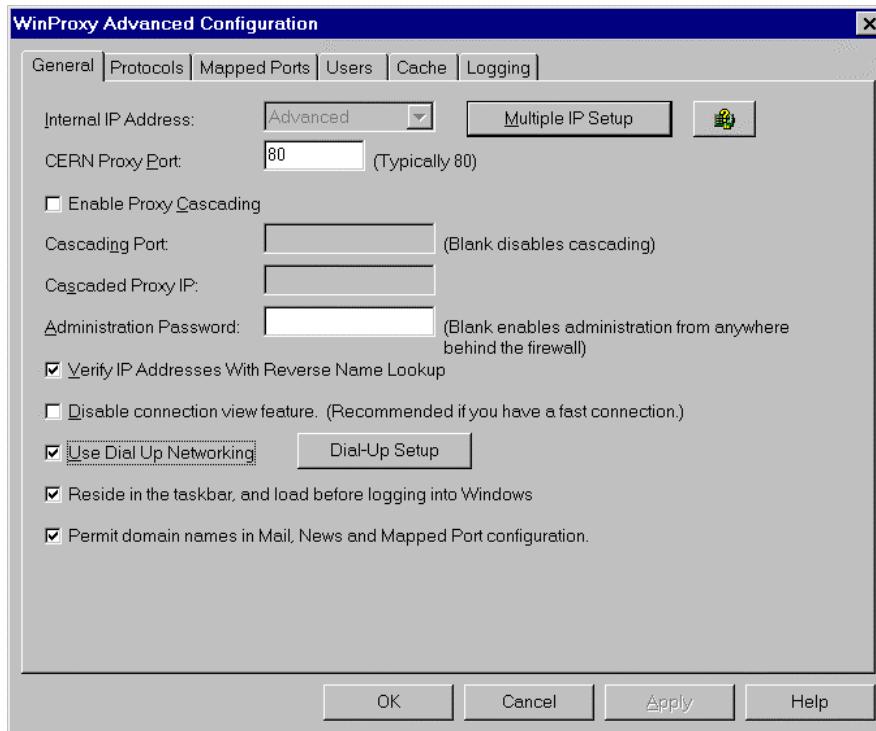 WinProxy Advanced Configuration
General Protocols Mapped Ports Users Cache Logging
Internal IP Address: Advanced Multiple IP Setup
CERN Proxy Port: 80 (Typically 80)
Enable Proxy Cascading
Cascading Port: (Blank disables cascading)
Cascaded Proxy IP:
Administration Password: (Blank enables administration from anywhere
behind the firewall)
Verify IP Addresses With Reverse Name Lookup
Disable connection view feature. (Recommended if you have a fast connection.)
Use Dial Up Networking Dial-Up Setup
Reside in the taskbar, and load before logging into Windows
Permit domain names in Mail, News and Mapped Port configuration.
OK Cancel Apply Help